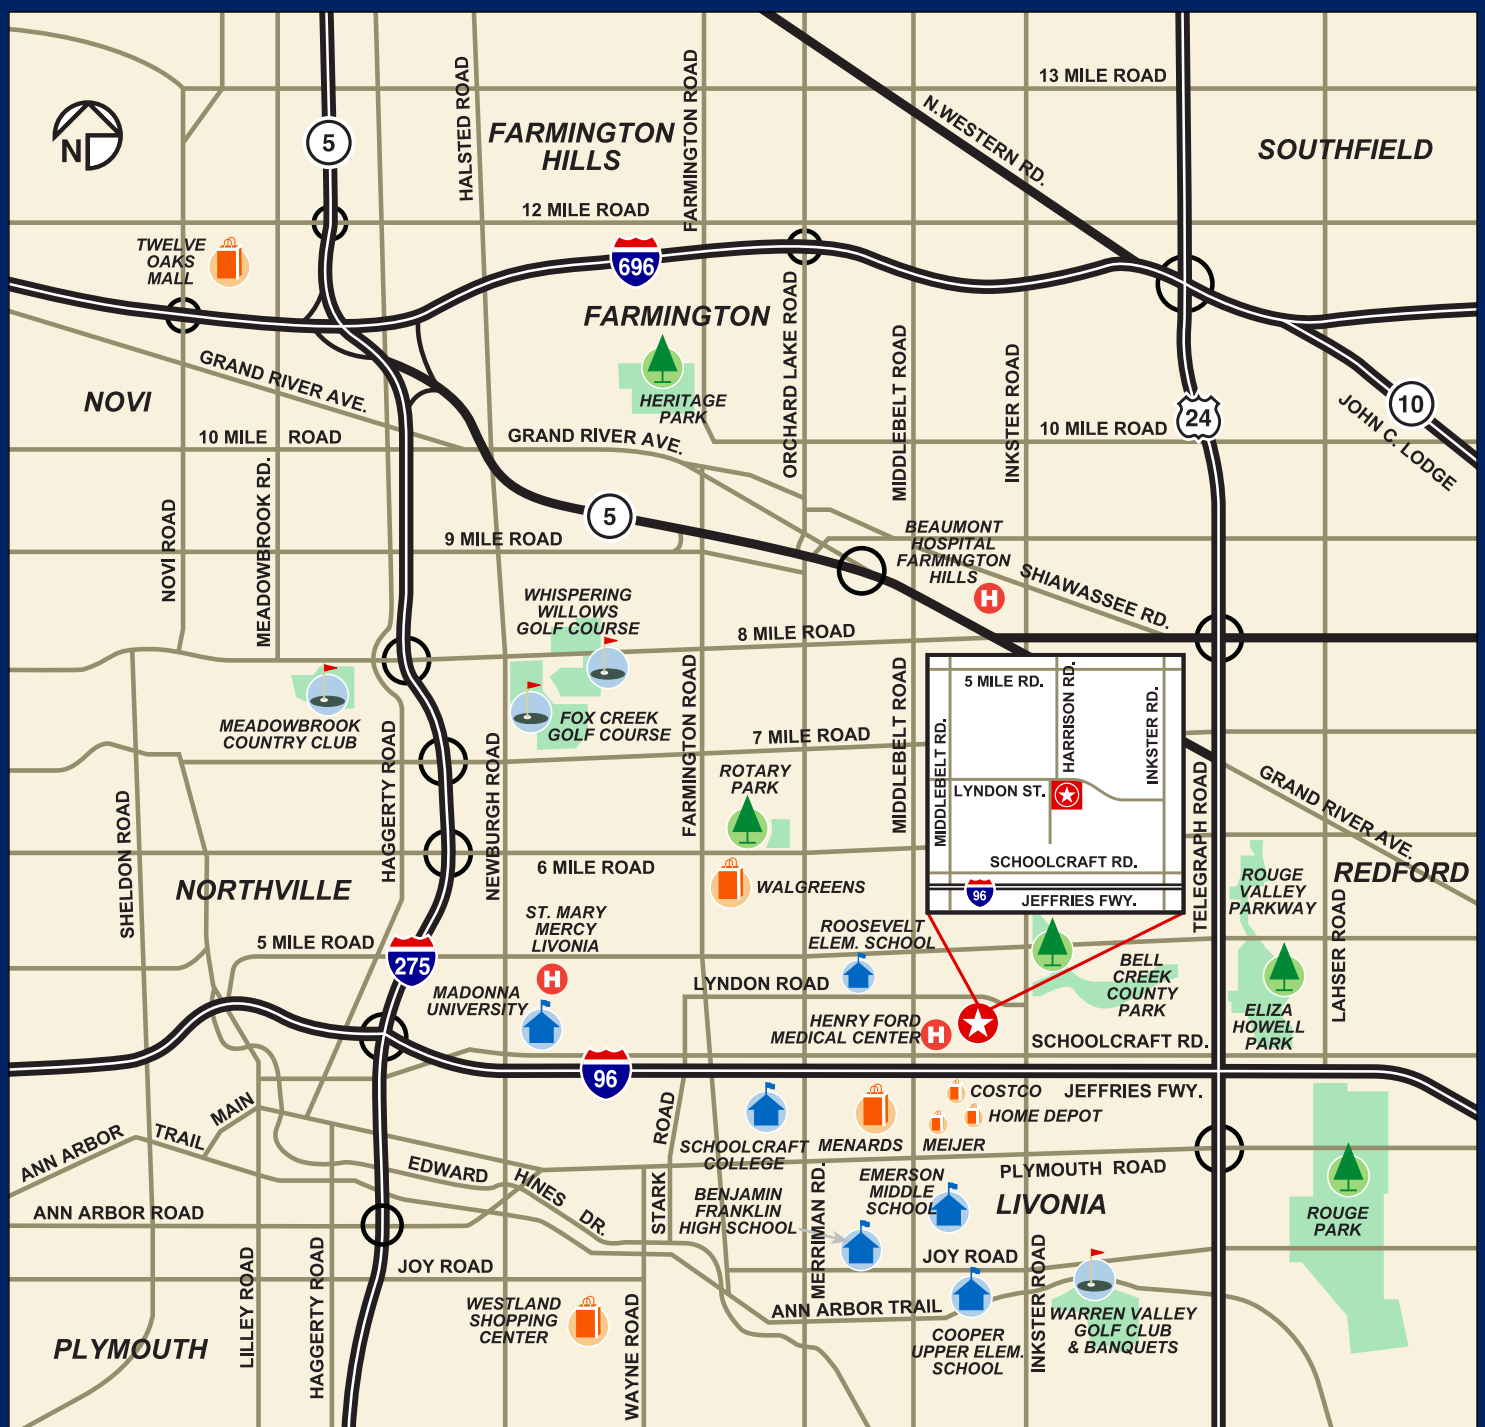 13 MILE ROAD
N.WESTERN RD.
HALSTED ROAD
FARMINGTON ROAD
5
FARMINGTON
HILLS
SOUTHFIELD
N
12 MILE ROAD
TWELVE
OAKS
MALL
696
FARMINGTON
ORCHARD LAKE ROAD
MIDDLEBELT ROAD
INKSTER ROAD
GRAND RIVER AVE.
NOVI
HERITAGE
PARK
24
10
JOHN C. LODGE
10 MILE ROAD
GRAND RIVER AVE.
10 MILE ROAD
MEADOWBROOK RD.
NOVI ROAD
5
9 MILE ROAD
BEAUMONT
HOSPITAL
FARMINGTON
HILLS
H
SHIAWASSEE RD.
WHISPERING
WILLOWS
GOLF COURSE
8 MILE ROAD
FARMINGTON ROAD
MIDDLEBELT ROAD
5 MILE RD.
HARRISON RD.
INKSTER RD.
MIDDLEBELT RD.
LYNDON ST.
SCHOOLCRAFT RD.
96
JEFFRIES FWY.
MEADOWBROOK
COUNTRY CLUB
FOX CREEK
GOLF COURSE
HAGGERTY ROAD
NEWBURGH ROAD
7 MILE ROAD
ROTARY
PARK
TELEGRAPH ROAD
GRAND RIVER AVE.
SHELDON ROAD
6 MILE ROAD
WALGREENS
NORTHVILLE
REDFORD
ROUGE
VALLEY
PARKWAY
LAHSER ROAD
ST. MARY
MERCY
LIVONIA
H
ROOSEVELT
ELEM. SCHOOL
5 MILE ROAD
275
BELL
CREEK
COUNTY
PARK
LYNDON ROAD
MADONNA
UNIVERSITY
HENRY FORD
MEDICAL CENTER
H
ELIZA
HOWELL
PARK
SCHOOLCRAFT RD.
96
JEFFRIES FWY.
COSTCO
HOME DEPOT
MEIJER
MENARDS
SCHOOLCRAFT
COLLEGE
STARK ROAD
MAIN
ANN ARBOR TRAIL
EDWARD HINES DR.
PLYMOUTH ROAD
EMERSON
MIDDLE
SCHOOL
LIVONIA
BENJAMIN
FRANKLIN
HIGH SCHOOL
MERRIMAN RD.
ROUGE
PARK
ANN ARBOR ROAD
JOY ROAD
JOY ROAD
LILLEY ROAD
HAGGERTY ROAD
WAYNE ROAD
INKSTER ROAD
WESTLAND
SHOPPING
CENTER
ANN ARBOR TRAIL
WARREN VALLEY
GOLF CLUB
& BANQUETS
COOPER
UPPER ELEM.
SCHOOL
PLYMOUTH